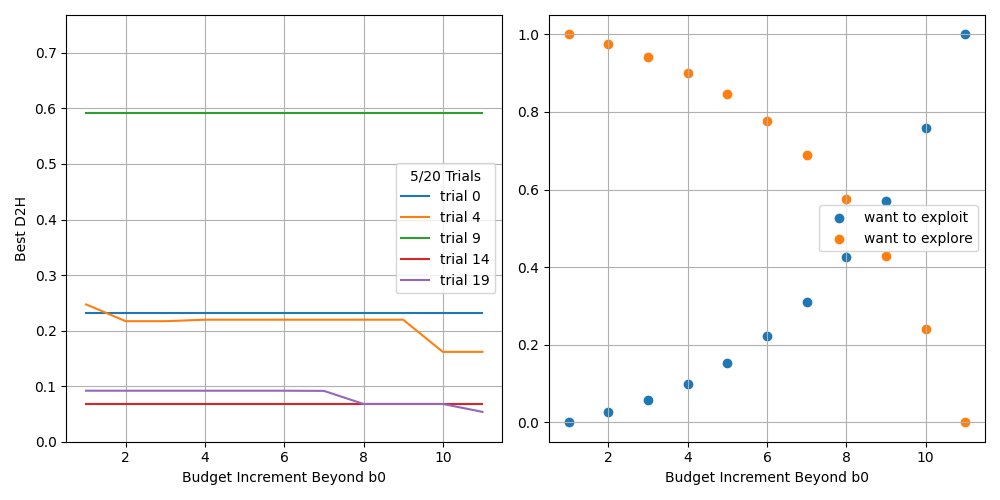 0.7
0.6
0.5
0.4
0.3
0.2
0.1
0.0
Best D2H
2 4 6 8 10
Budget Increment Beyond b0
5/20 Trials
trial 0
trial 4
trial 9
trial 14
trial 19
1.0
0.8
0.6
0.4
0.2
0.0
2 4 6 8 10
Budget Increment Beyond b0
want to exploit
want to explore